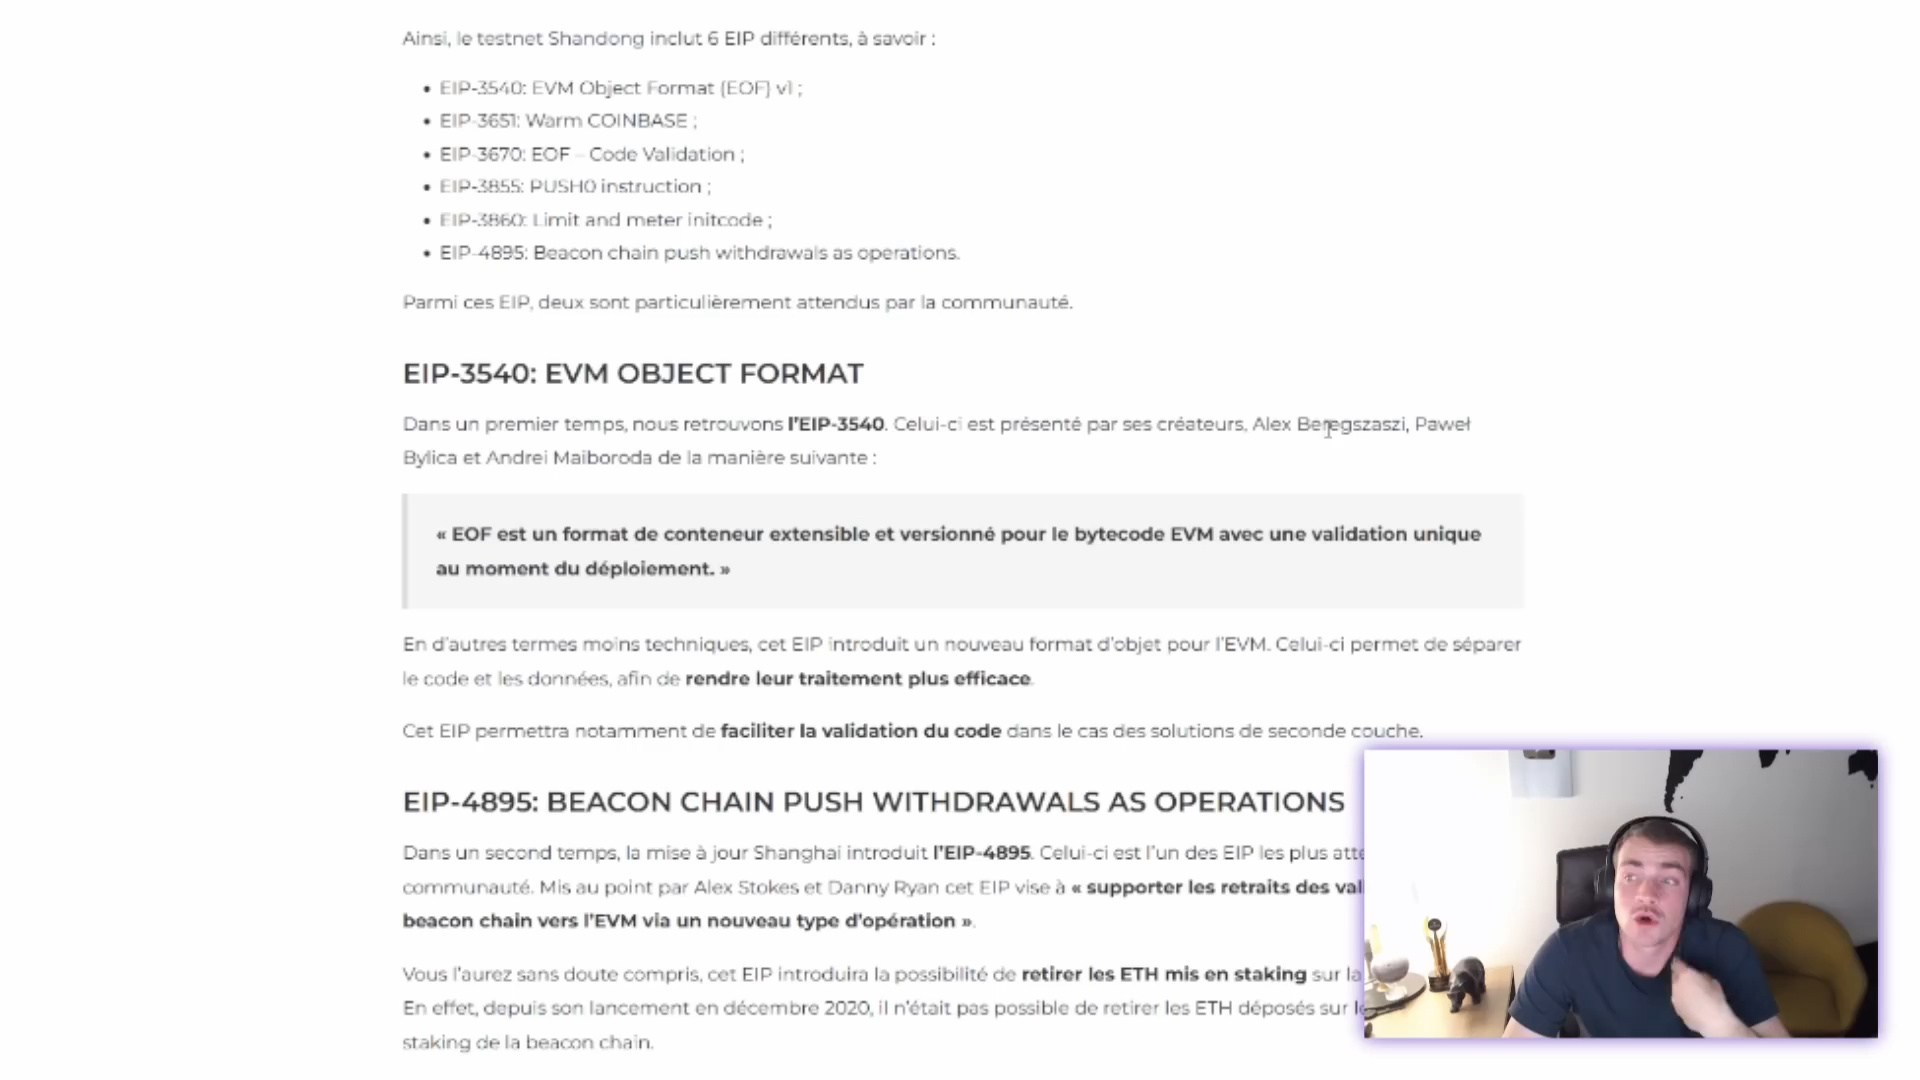 Ainsi, le testnet Shandong inclut 6 EIP différents, à savoir :
• EIP-3540: EVM Object Format (EOF) v1 ;
• EIP-3651: Warm COINBASE ;
• EIP-3670: EOF – Code Validation ;
• EIP-3855: PUSH0 instruction ;
• EIP-3860: Limit and meter initcode ;
• EIP-4895: Beacon chain push withdrawals as operations.
Parmi ces EIP, deux sont particulièrement attendus par la communauté.
EIP-3540: EVM OBJECT FORMAT
Dans un premier temps, nous retrouvons l'EIP-3540. Celui-ci est présenté par ses créateurs, Alex Beregszaszi, Paweł
Bylica et Andrei Maiboroda de la manière suivante :
« EOF est un format de conteneur extensible et versionné pour le bytecode EVM avec une validation unique
au moment du déploiement. »
En d'autres termes moins techniques, cet EIP introduit un nouveau format d'objet pour l'EVM. Celui-ci permet de séparer
le code et les données, afin de rendre leur traitement plus efficace.
Cet EIP permettra notamment de faciliter la validation du code dans le cas des solutions de seconde couche.
EIP-4895: BEACON CHAIN PUSH WITHDRAWALS AS OPERATIONS
Dans un second temps, la mise à jour Shanghai introduit l'EIP-4895. Celui-ci est l'un des EIP les plus
communauté. Mis au point par Alex Stokes et Danny Ryan cet EIP vise à « supporter les retraits des
beacon chain vers l'EVM via un nouveau type d'opération ».
Vous l'aurez sans doute compris, cet EIP introduira la possibilité de retirer les ETH mis en staking sur la
En effet, depuis son lancement en décembre 2020, il n'était pas possible de retirer les ETH déposés sur
staking de la beacon chain.